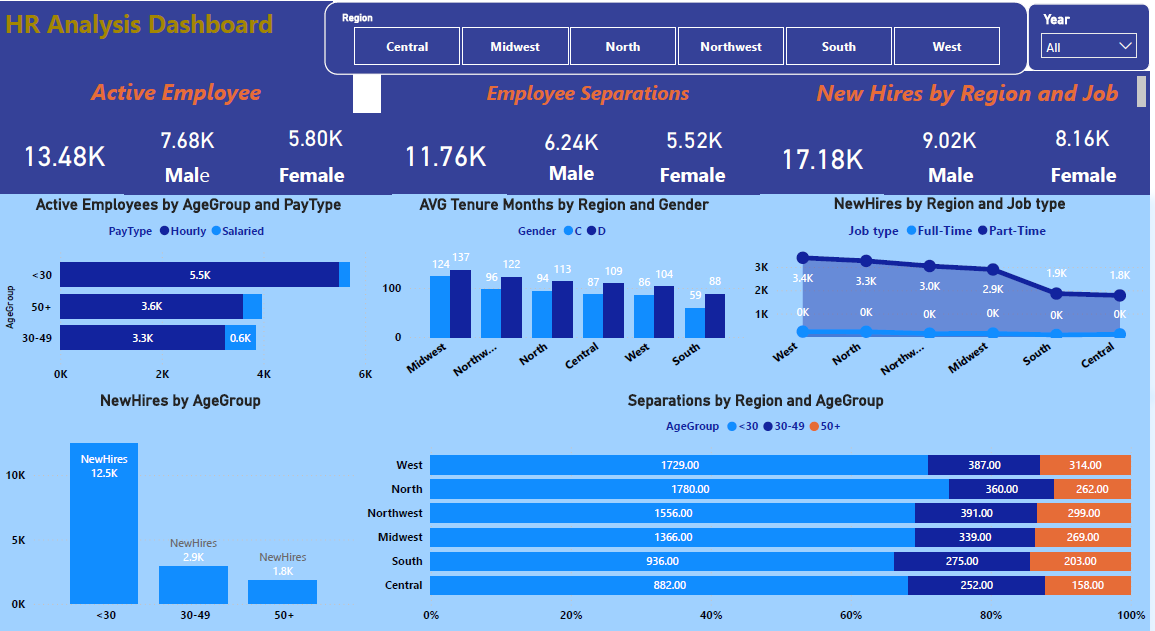 HR Analysis Dashboard
Region
Central Midwest North Northwest South West
Year
All
Active Employee
13.48K
7.68K
Male
5.80K
Female
Employee Separations
11.76K
6.24K
Male
5.52K
Female
New Hires by Region and Job
17.18K
9.02K
Male
8.16K
Female
Active Employees by AgeGroup and PayType
PayType Hourly Salaried
AgeGroup
<30 5.5K
50+ 3.6K
30-49 3.3K 0.6K
0K 2K 4K 6K
AVG Tenure Months by Region and Gender
Gender C D
100
0
124 137 96 122 94 113 87 109 86 104 59 88
Midwest Northw... North Central West South
NewHires by Region and Job type
Job type Full-Time Part-Time
3K
2K
1K
3.4K 3.3K 3.0K 2.9K 1.9K 1.8K
0K 0K 0K 0K 0K 0K
West North Northw... Midwest South Central
NewHires by AgeGroup
10K
5K
0K
NewHires
12.5K
NewHires
2.9K
NewHires
1.8K
<30 30-49 50+
Separations by Region and AgeGroup
AgeGroup <30 30-49 50+
West 1729.00 387.00 314.00
North 1780.00 360.00 262.00
Northwest 1556.00 391.00 299.00
Midwest 1366.00 339.00 269.00
South 936.00 275.00 203.00
Central 882.00 252.00 158.00
0% 20% 40% 60% 80% 100%